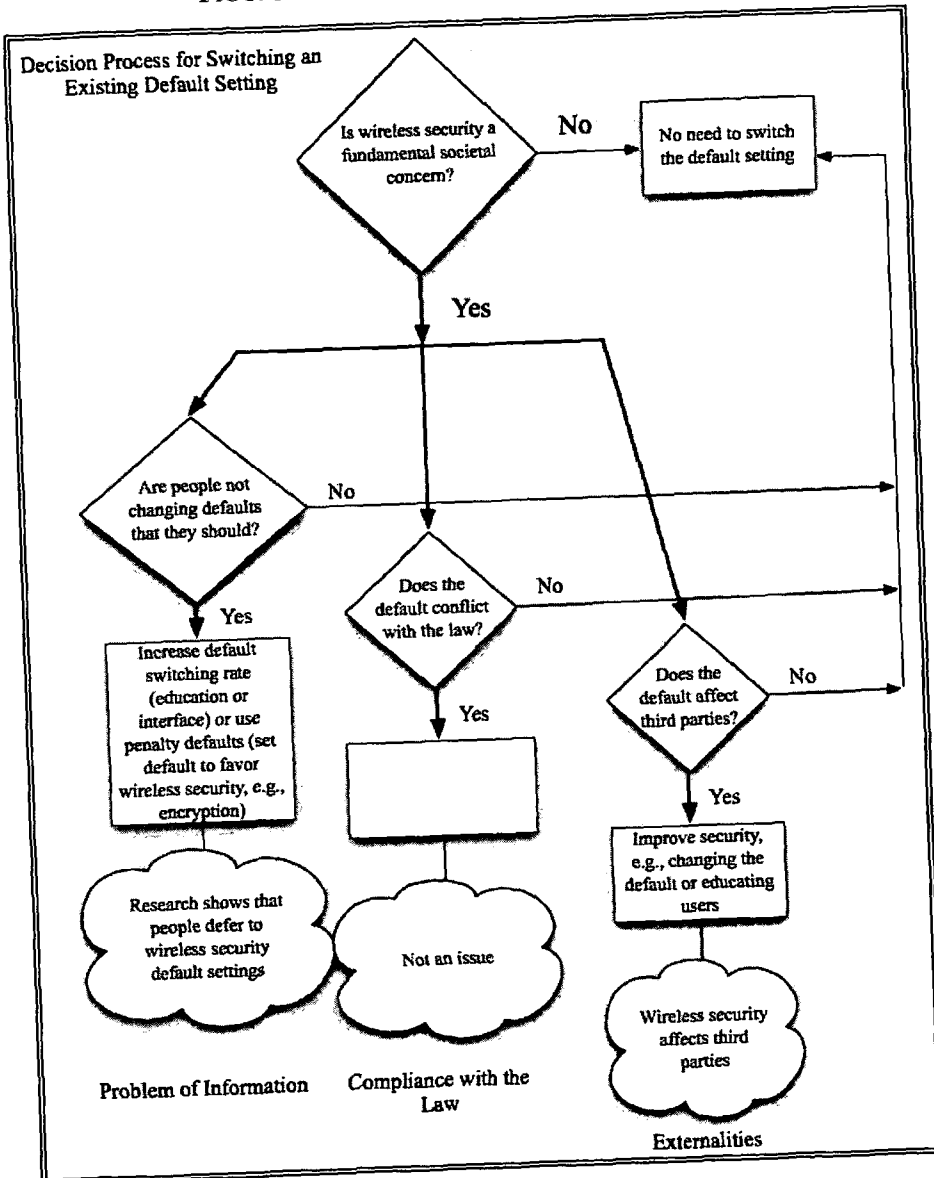 Decision Process for Switching an
Existing Default Setting
Is wireless security a
fundamental societal
concern?
No
No need to switch
the default setting
Yes
Are people not
changing defaults
that they should?
No
Yes
Increase default
switching rate
(education or
interface) or use
penalty defaults (set
default to favor
wireless security, e.g.,
encryption)
Research shows that
people defer to
wireless security
default settings
Problem of Information
Does the
default conflict
with the law?
No
Yes
Not an issue
Compliance with the
Law
Does the
default affect
third parties?
No
Yes
Improve security,
e.g., changing the
default or educating
users
Wireless security
affects third
parties
Externalities